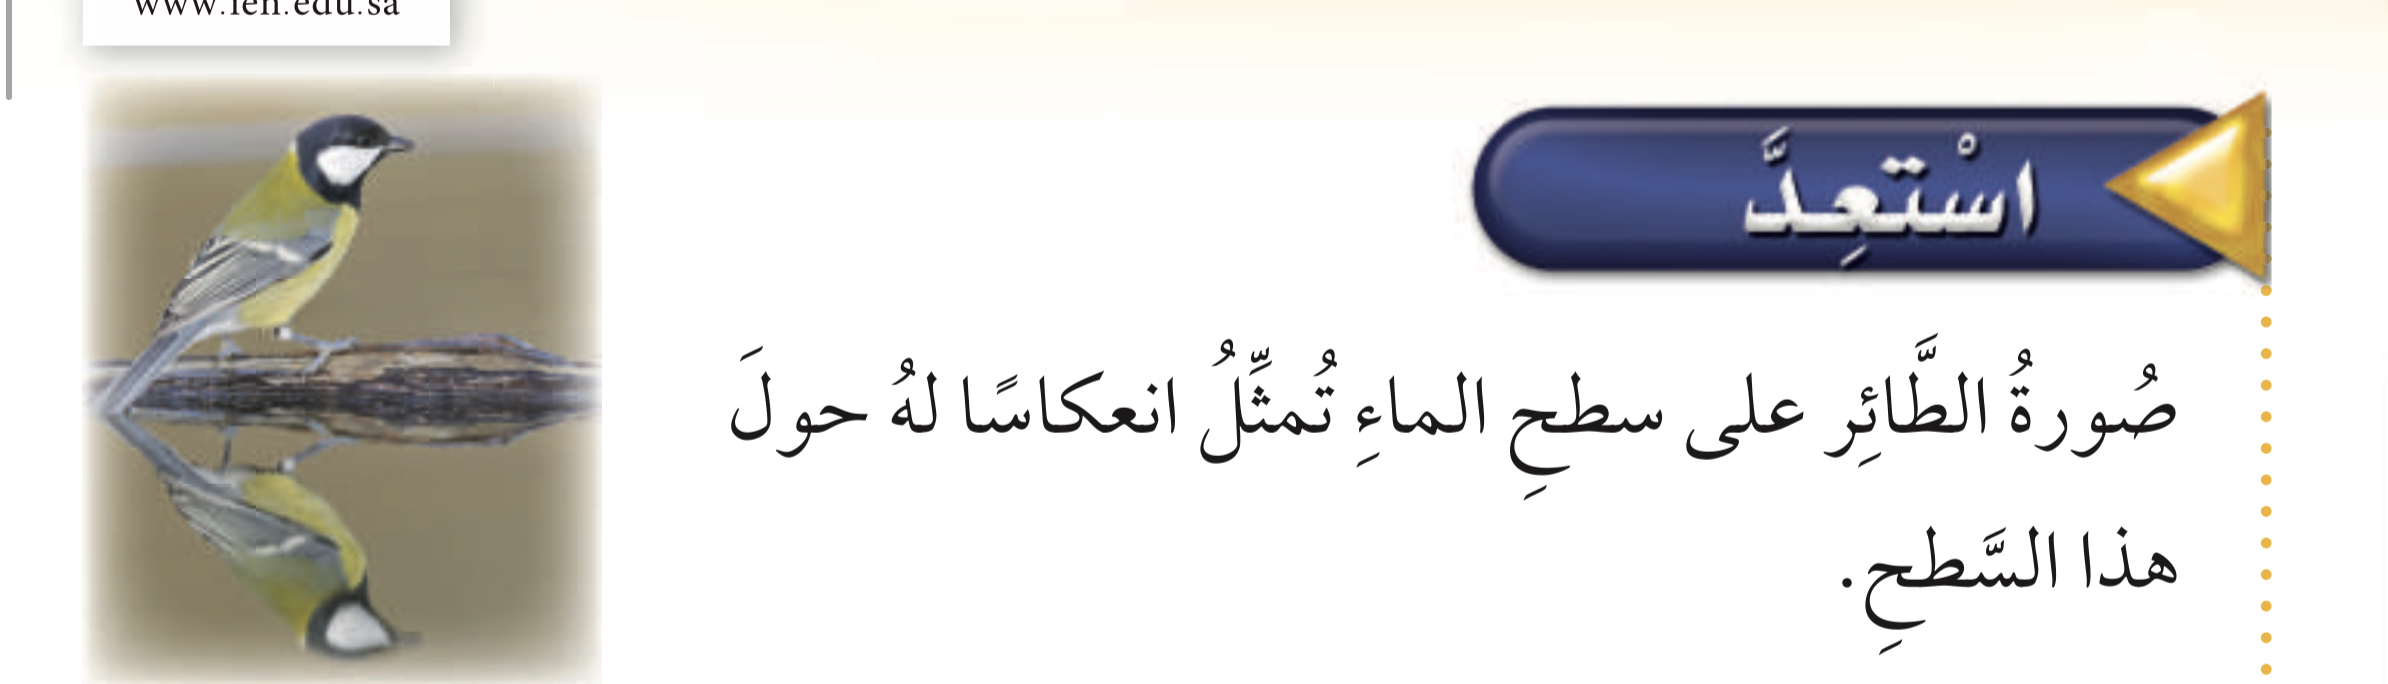 www.ien.edu.sa
اسْتعِدَّ
صُورةُ الطَّائِرِ على سطحِ الماءِ تُمثِّلُ انعكاسًا لهُ حولَ
هذا السَّطحِ.